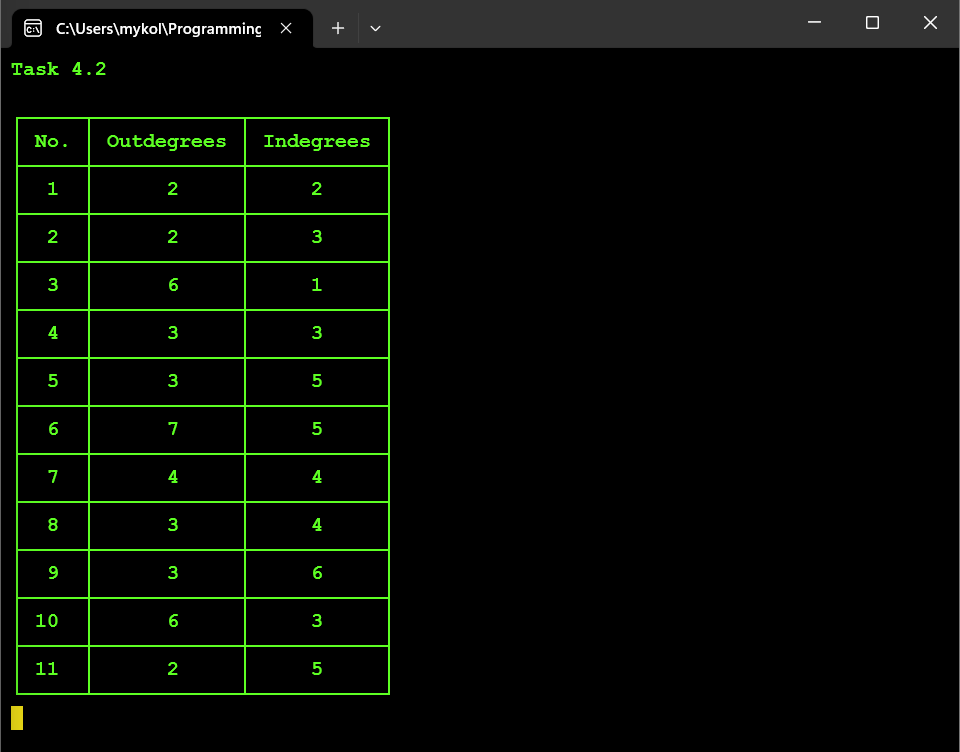 C:\Users\mykol\Programming
Task 4.2
No. Outdegrees Indegrees
1 2 2
2 2 3
3 6 1
4 3 3
5 3 5
6 7 5
7 4 4
8 3 4
9 3 6
10 6 3
11 2 5